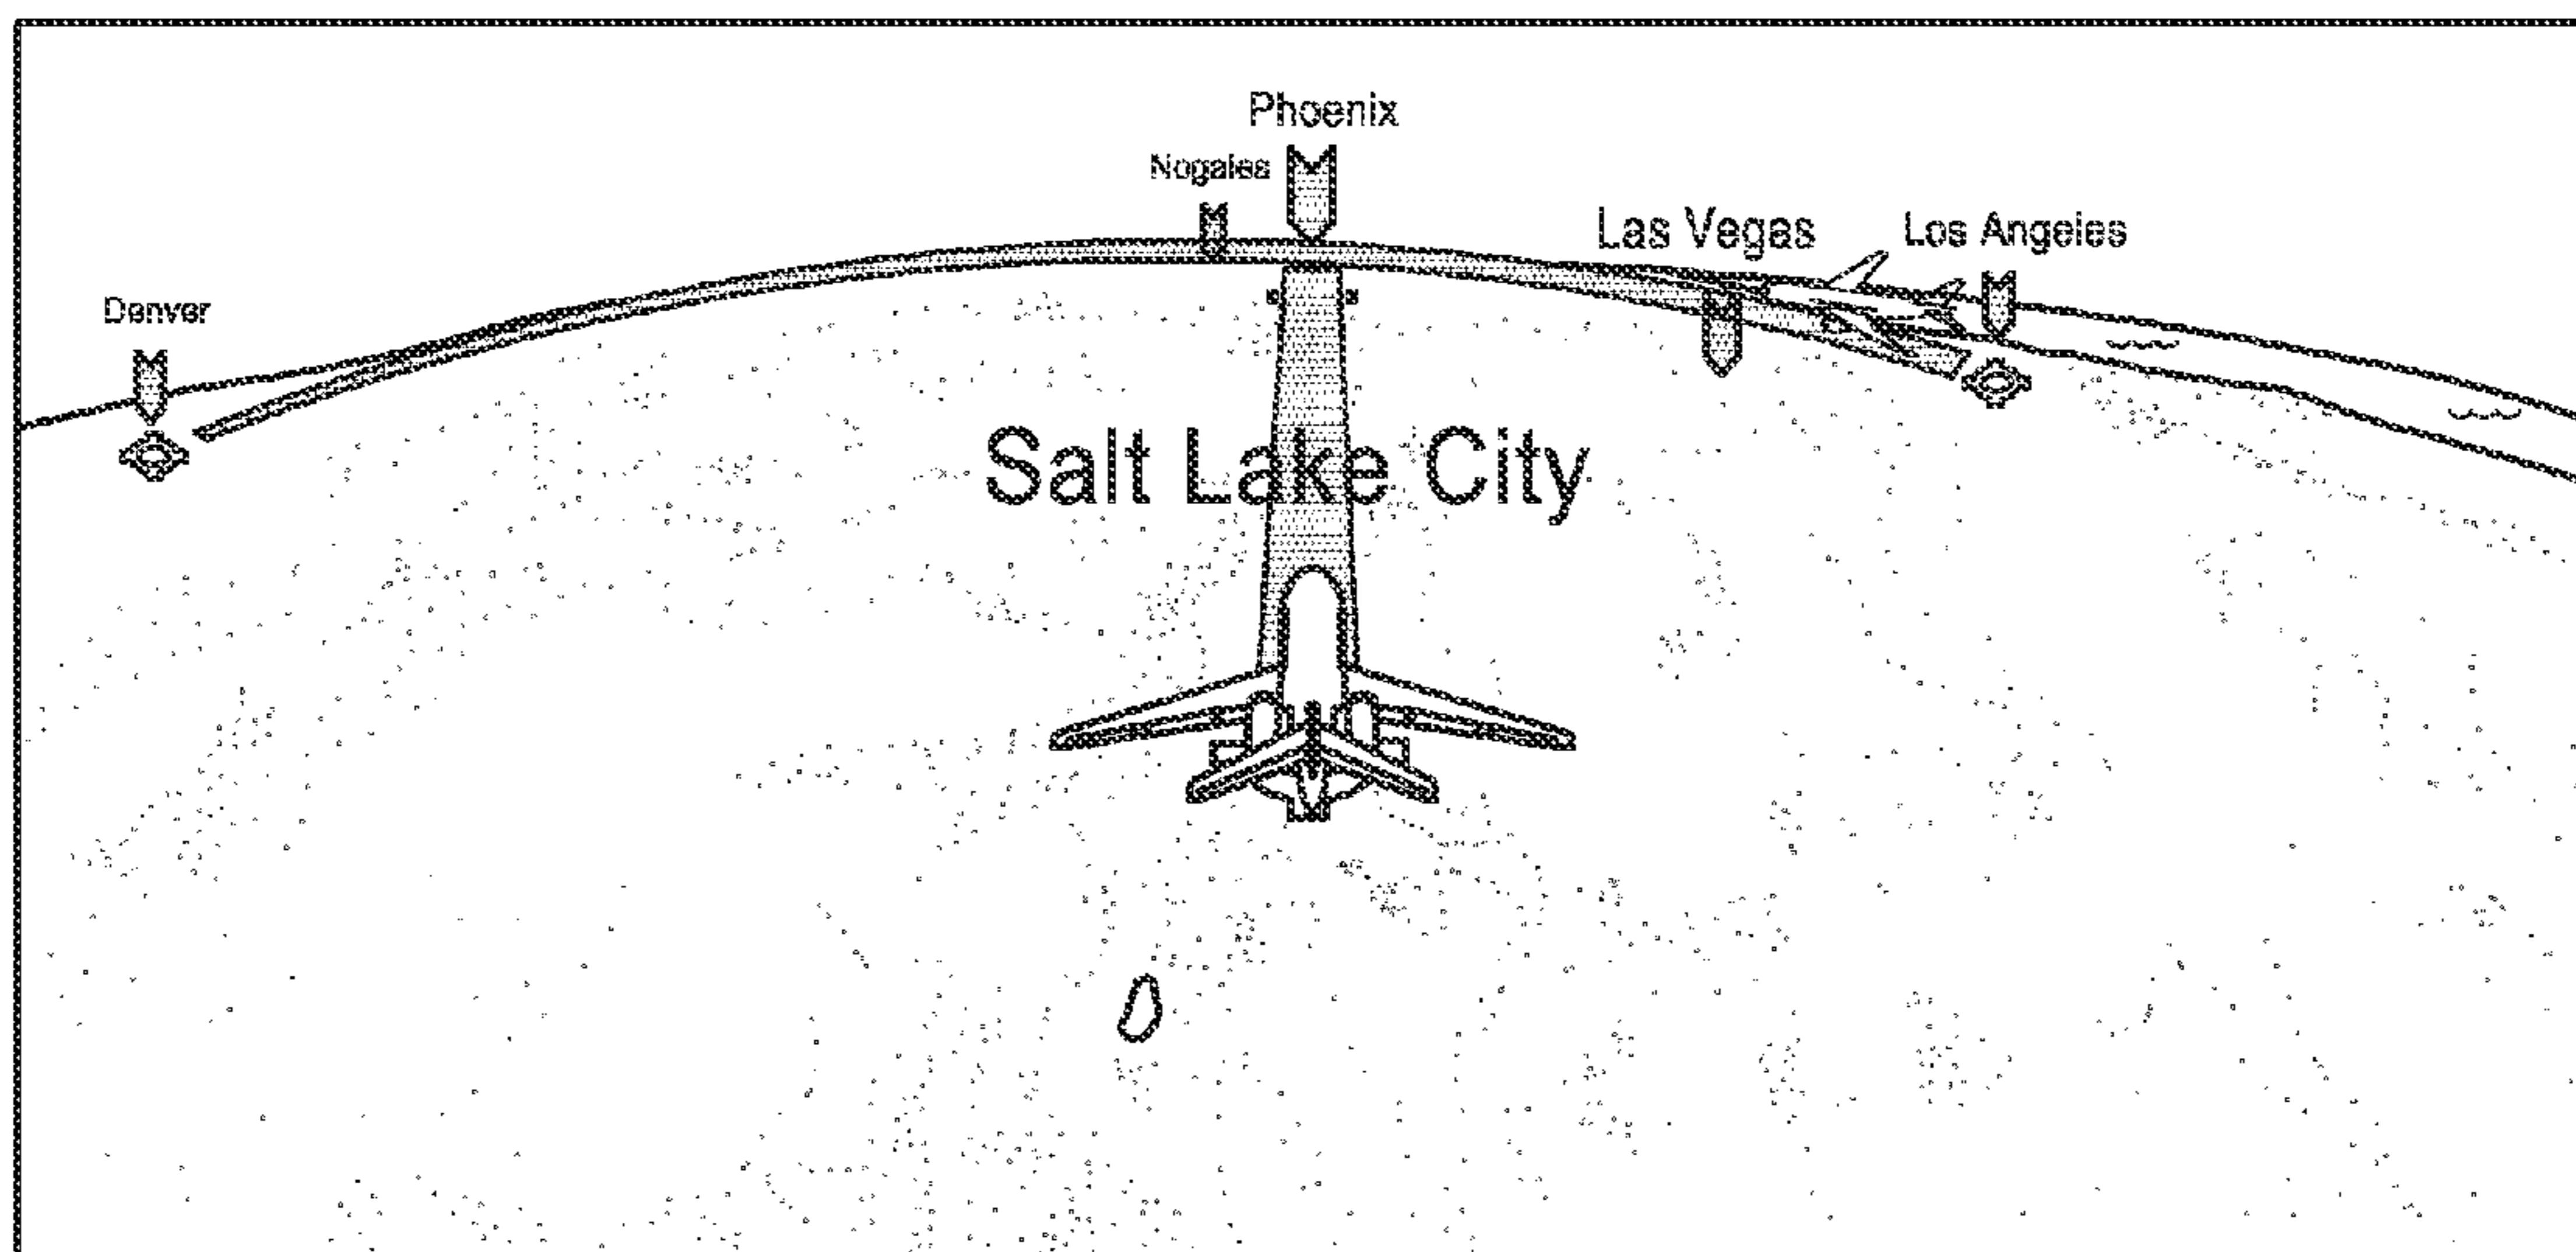 Phoenix
Nogales
Las Vegas
Los Angeles
Denver
Salt Lake City